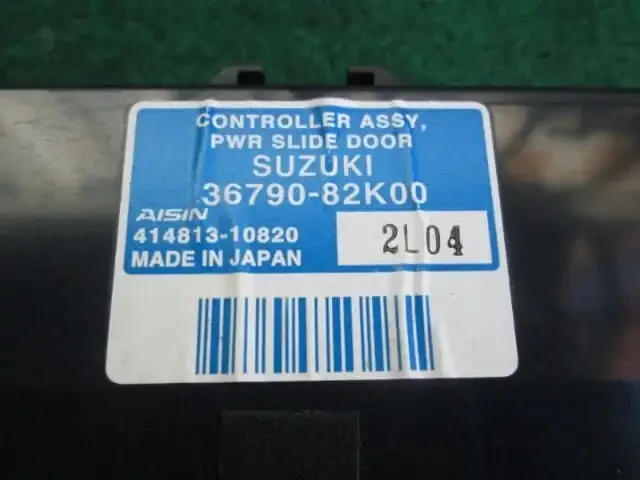 CONTROLLER ASSY,
PWR SLIDE DOOR
SUZUKI
36790-82K00
AISIN
414813-10820
MADE IN JAPAN
2L04